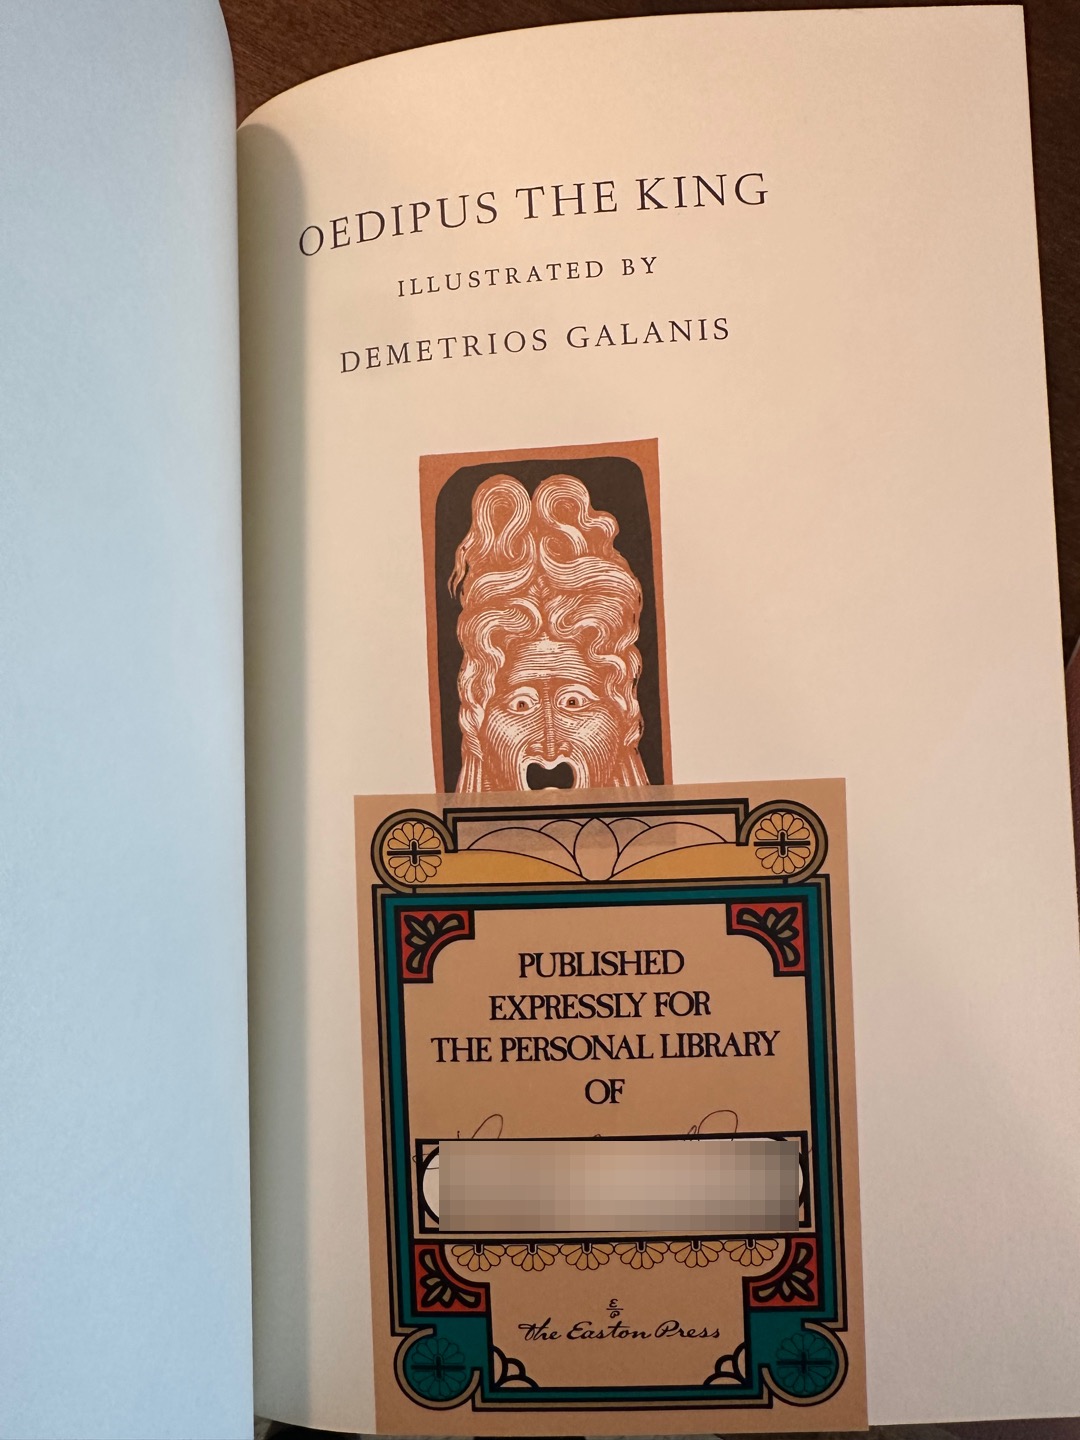 OEDIPUS THE KING
ILLUSTRATED BY
DEMETRIOS GALANIS
PUBLISHED
EXPRESSLY FOR
THE PERSONAL LIBRARY
OF
E
P
The Easton Press